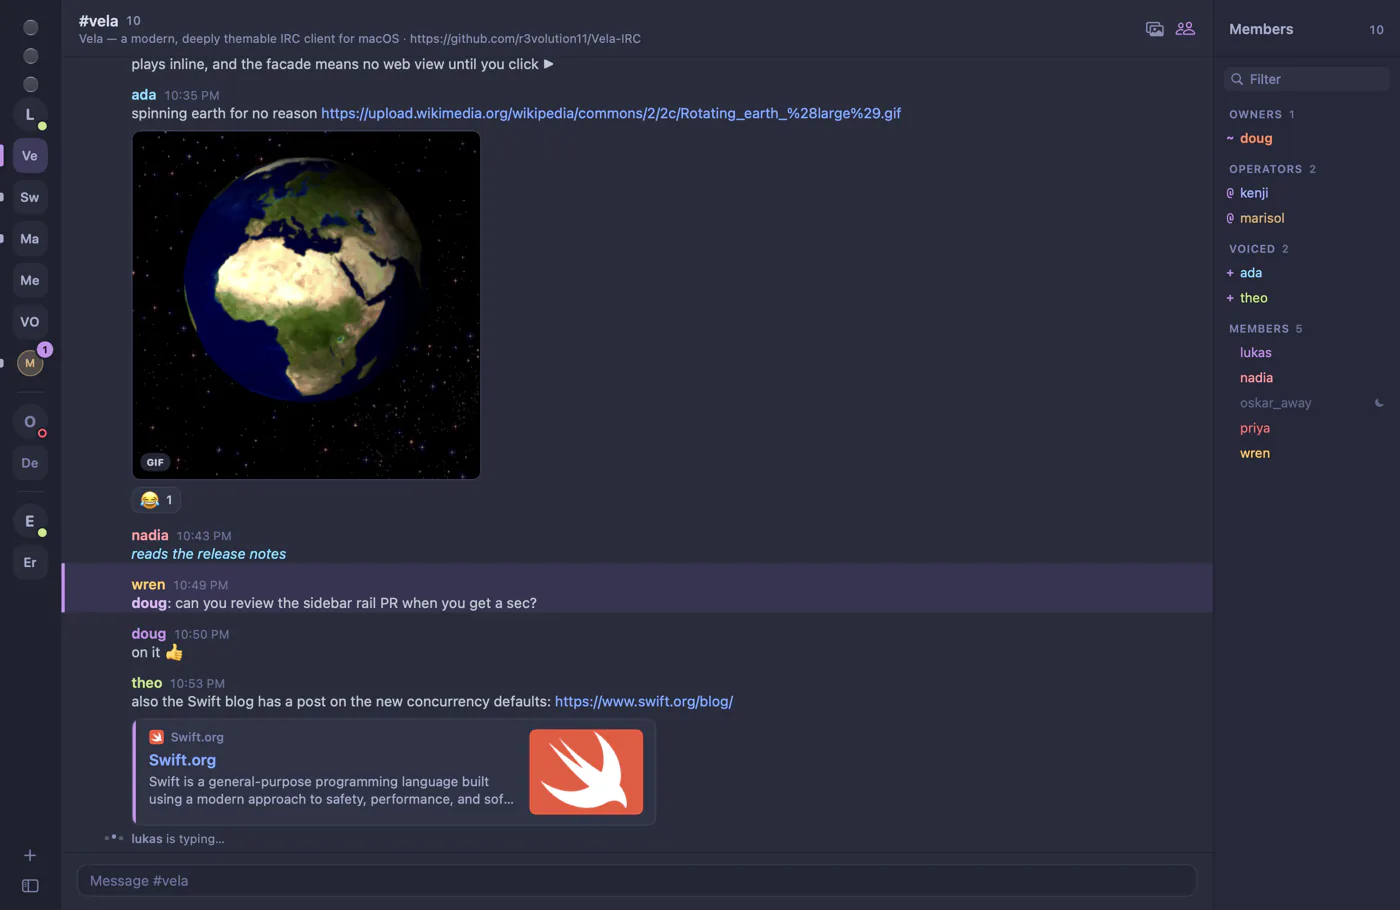 #vela 10
Vela — a modern, deeply themable IRC client for macOS · https://github.com/r3volution11/Vela-IRC
L
Ve
Sw
Ma
Me
VO
M
1
O
De
E
Er
plays inline, and the facade means no web view until you click ▶
ada 10:35 PM
spinning earth for no reason https://upload.wikimedia.org/wikipedia/commons/2/2c/Rotating_earth_%28large%29.gif
GIF
😂 1
nadia 10:43 PM
reads the release notes
wren 10:49 PM
doug: can you review the sidebar rail PR when you get a sec?
doug 10:50 PM
on it 👍
theo 10:53 PM
also the Swift blog has a post on the new concurrency defaults: https://www.swift.org/blog/
Swift.org
Swift.org
Swift is a general-purpose programming language built
using a modern approach to safety, performance, and sof…
lukas is typing…
Message #vela
Members 10
Filter
OWNERS 1
~ doug
OPERATORS 2
@ kenji
@ marisol
VOICED 2
+ ada
+ theo
MEMBERS 5
lukas
nadia
oskar_away
priya
wren